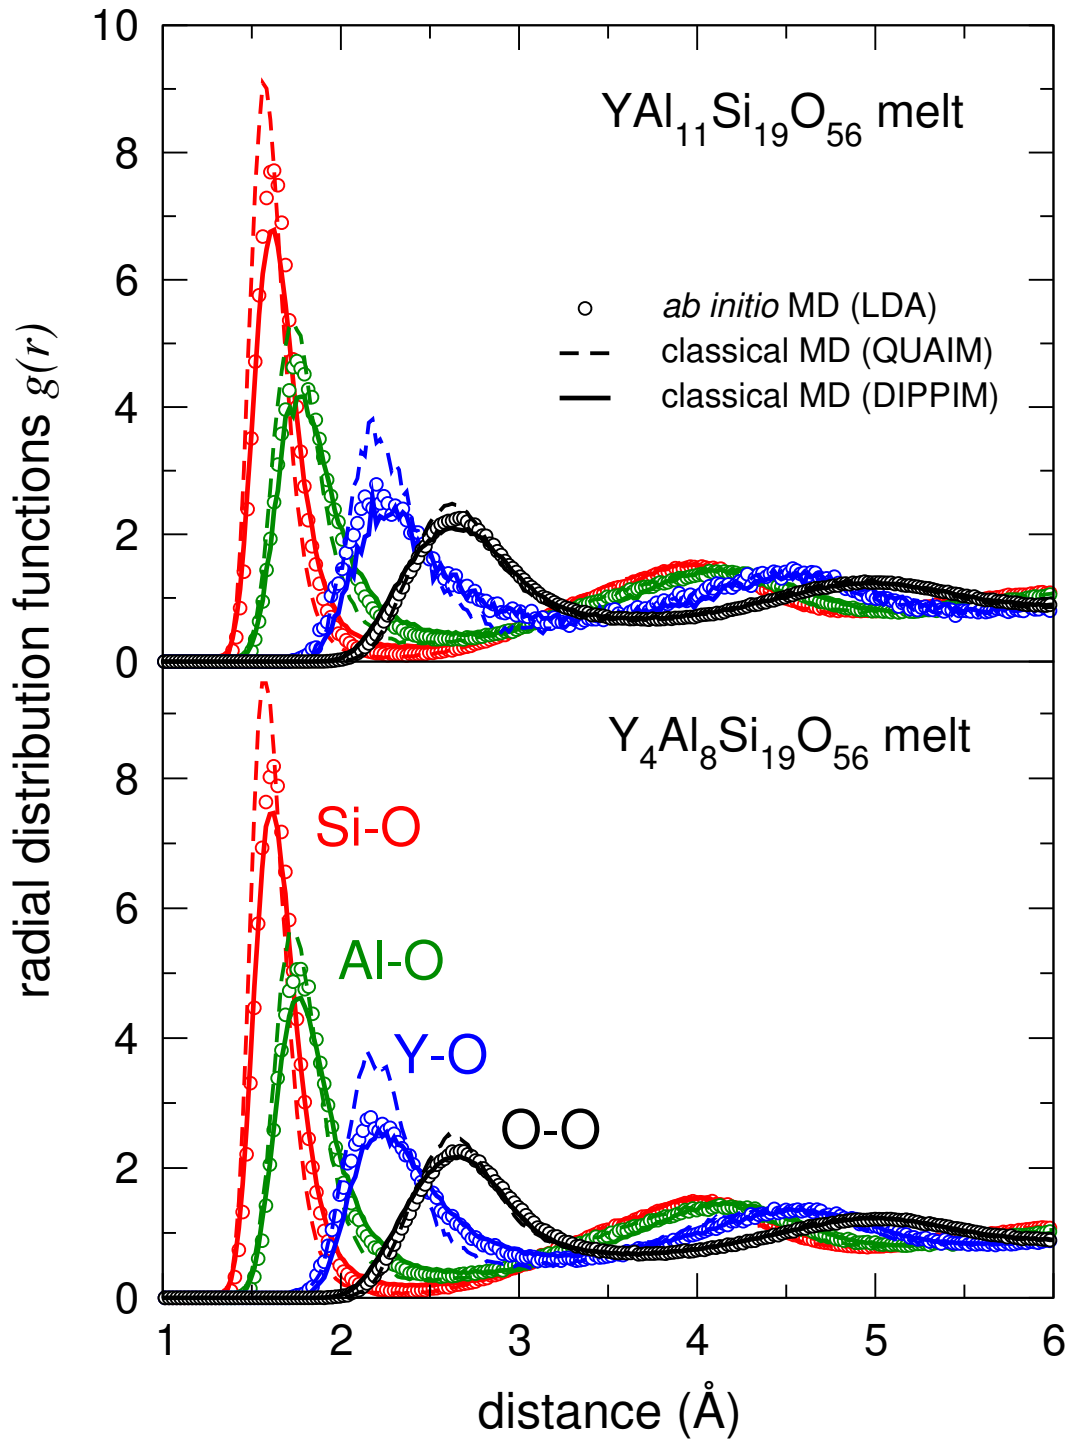 radial distribution functions g(r)
10
8
6
4
2
0
YAl₁₁Si₁₉O₅₆ melt
ab initio MD (LDA)
classical MD (QUAIM)
classical MD (DIPPIM)
8
6
4
2
0
Y₄Al₈Si₁₉O₅₆ melt
Si-O
Al-O
Y-O
O-O
1 2 3 4 5 6
distance (Å)